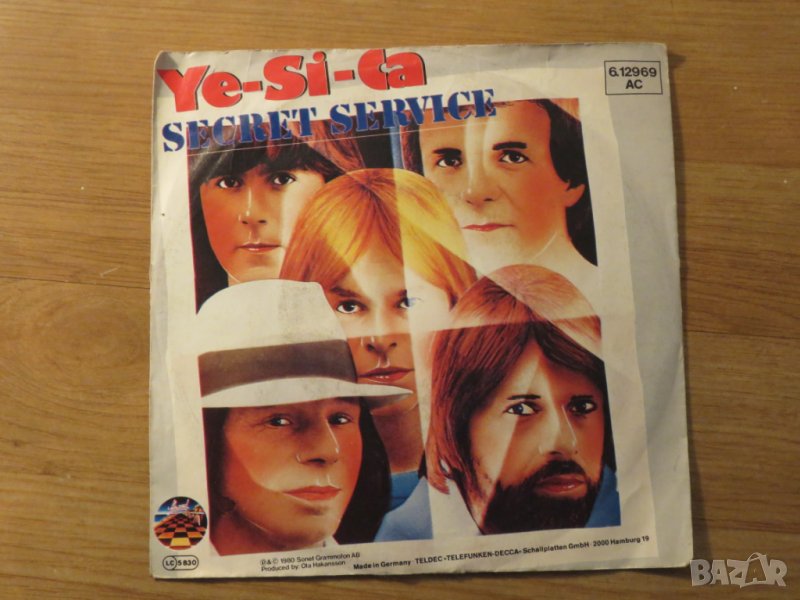 Ye-Si-Ca
SECRET SERVICE
6.12969
AC
LC 5830
℗ & © 1980 Sonet Grammofon AB
Produced by: Ola Håkansson
Made in Germany TELDEC »TELEFUNKEN-DECCA« Schallplatten GmbH · 2000 Hamburg 19
BAZAR